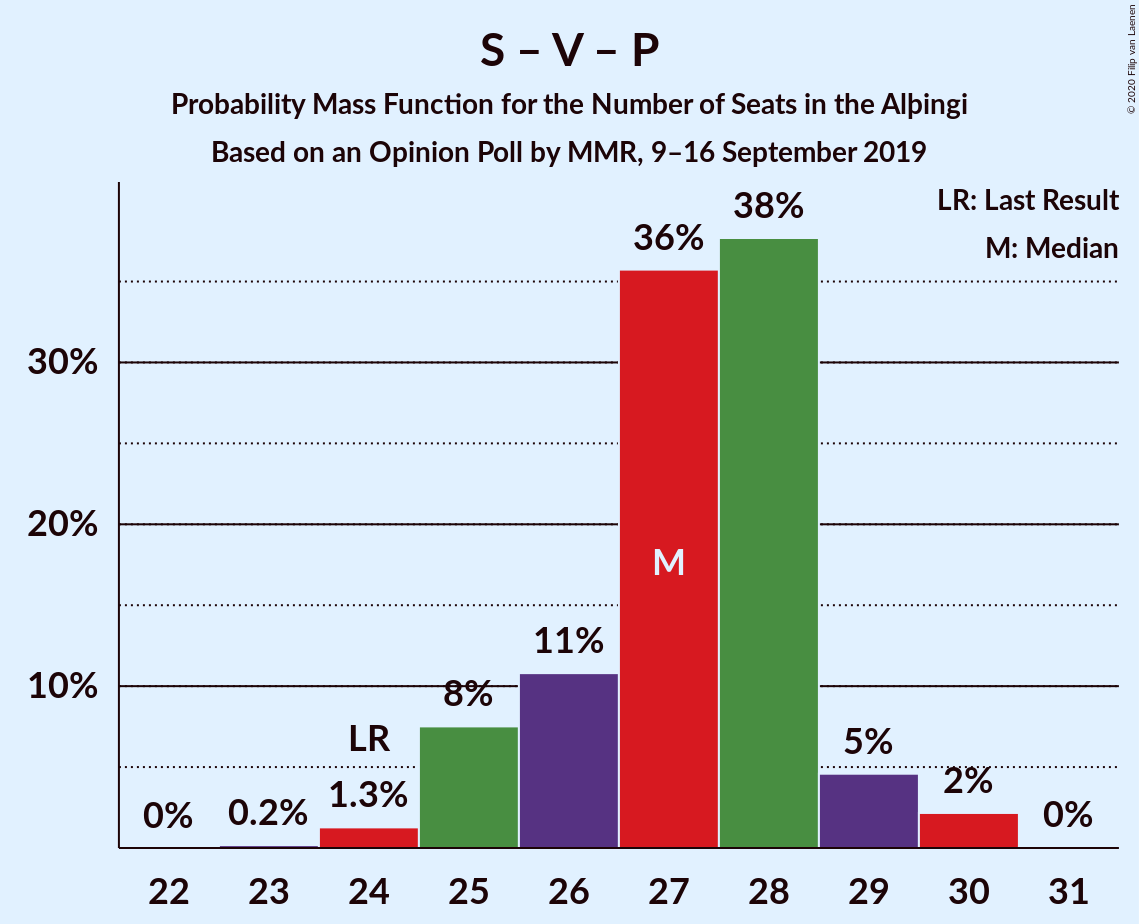 S – V – P
Probability Mass Function for the Number of Seats in the Alþingi
Based on an Opinion Poll by MMR, 9–16 September 2019
© 2020 Filip van Laenen
LR: Last Result
M: Median
38%
36%
30%
20%
M
11%
10%
8%
LR
5%
1.3%
2%
0%
0.2%
0%
22 23 24 25 26 27 28 29 30 31